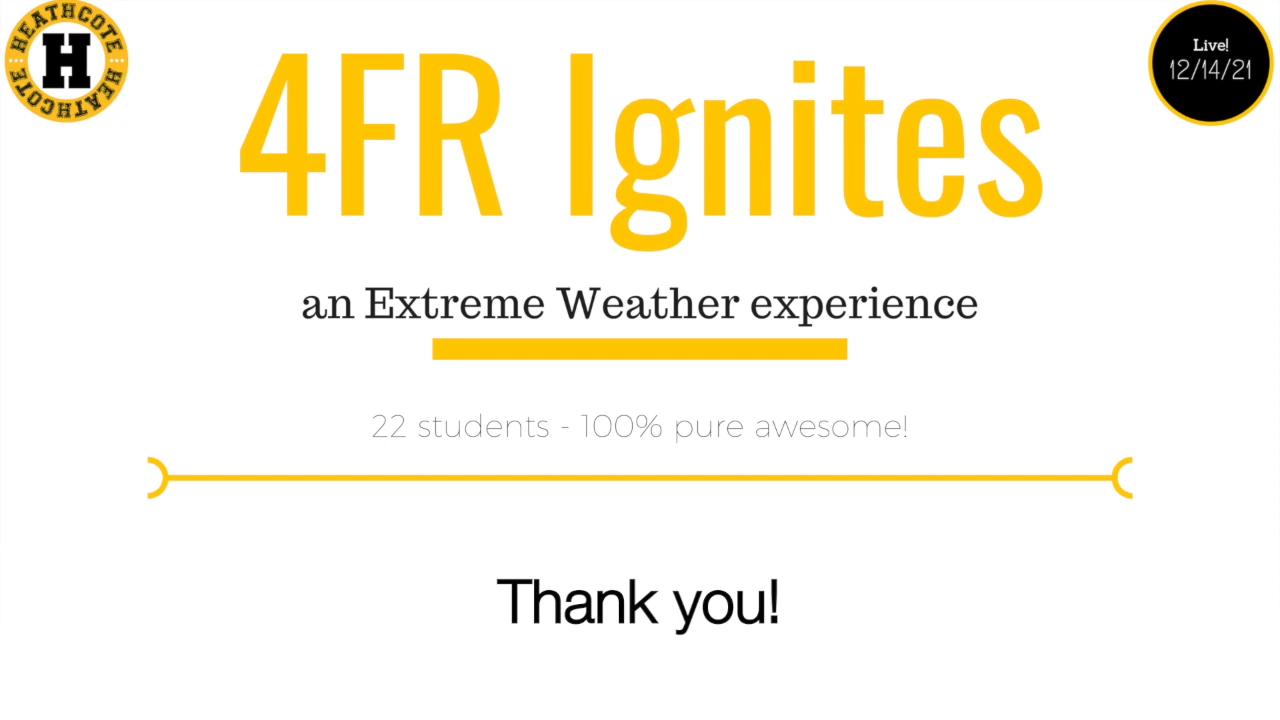 HEATHCOTE
H
HEATHCOTE
Live!
12/14/21
4FR Ignites
an Extreme Weather experience
22 students - 100% pure awesome!
Thank you!